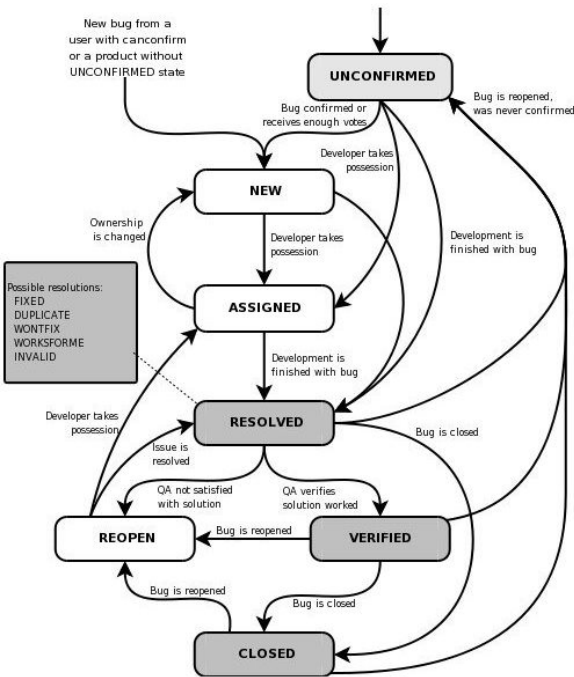 New bug from a
user with canconfirm
or a product without
UNCONFIRMED state
UNCONFIRMED
Bug is reopened,
was never confirmed
Bug confirmed or
receives enough votes
Developer takes
possession
NEW
Ownership
is changed
Developer takes
possession
Development is
finished with bug
Possible resolutions:
FIXED
DUPLICATE
WONTFIX
WORKSFORME
INVALID
ASSIGNED
Development is
finished with bug
Developer takes
possession
RESOLVED
Bug is closed
Issue is
resolved
QA not satisfied
with solution
QA verifies
solution worked
REOPEN
Bug is reopened
VERIFIED
Bug is reopened
Bug is closed
CLOSED